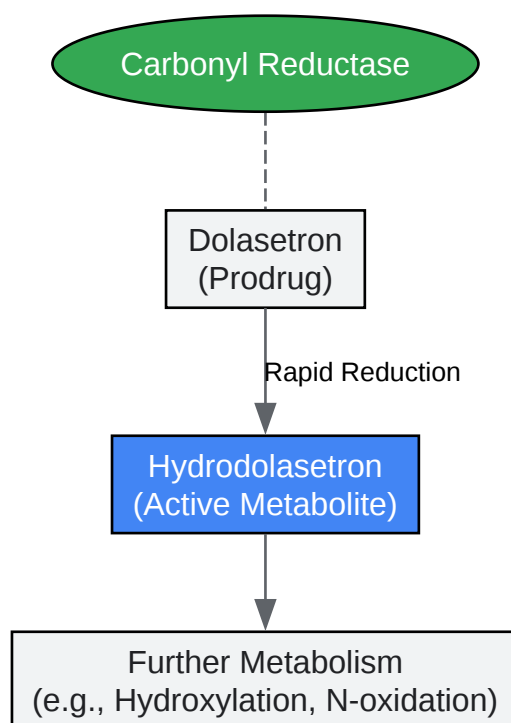 Carbonyl Reductase
Dolasetron
(Prodrug)
Rapid Reduction
Hydrodolasetron
(Active Metabolite)
Further Metabolism
(e.g., Hydroxylation, N-oxidation)